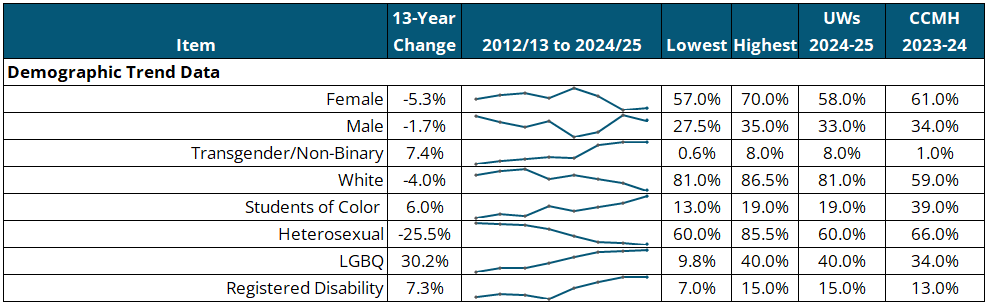 Item 13-Year Change 2012/13 to 2024/25 Lowest Highest UWs 2024-25 CCMH 2023-24
Demographic Trend Data
Female -5.3% 57.0% 70.0% 58.0% 61.0%
Male -1.7% 27.5% 35.0% 33.0% 34.0%
Transgender/Non-Binary 7.4% 0.6% 8.0% 8.0% 1.0%
White -4.0% 81.0% 86.5% 81.0% 59.0%
Students of Color 6.0% 13.0% 19.0% 19.0% 39.0%
Heterosexual -25.5% 60.0% 85.5% 60.0% 66.0%
LGBQ 30.2% 9.8% 40.0% 40.0% 34.0%
Registered Disability 7.3% 7.0% 15.0% 15.0% 13.0%